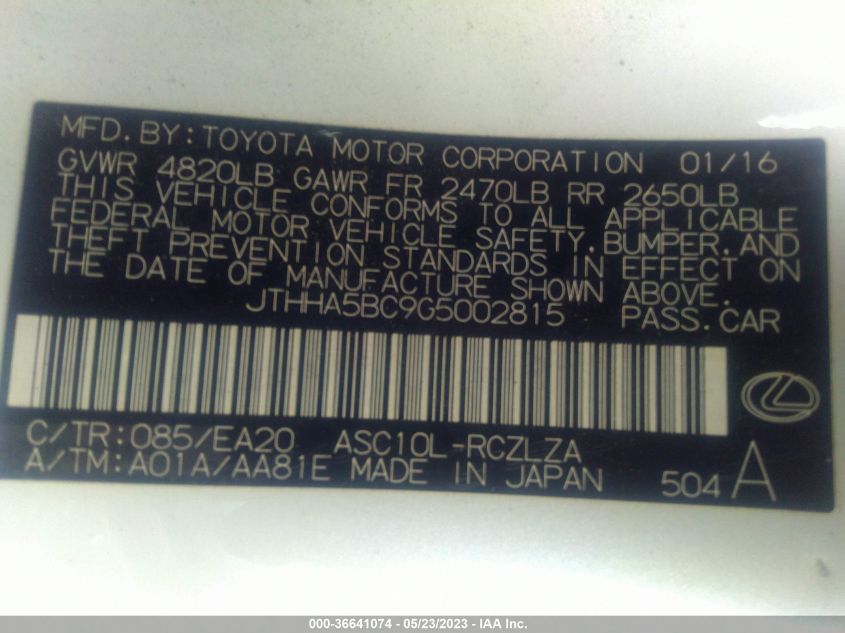 MFD. BY: TOYOTA MOTOR CORPORATION 01/16
GVWR 4820LB GAWR FR 2470LB RR 2650LB
THIS VEHICLE CONFORMS TO ALL APPLICABLE
FEDERAL MOTOR VEHICLE SAFETY, BUMPER, AND
THEFT PREVENTION STANDARDS IN EFFECT ON
THE DATE OF MANUFACTURE SHOWN ABOVE.
JTHHA5BC9G5002815 PASS. CAR
C/TR: 085/EA20 ASC10L-RCZLZA
A/TM: A01A/AA81E MADE IN JAPAN 504 A
000-36641074 - 05/23/2023 - IAA Inc.